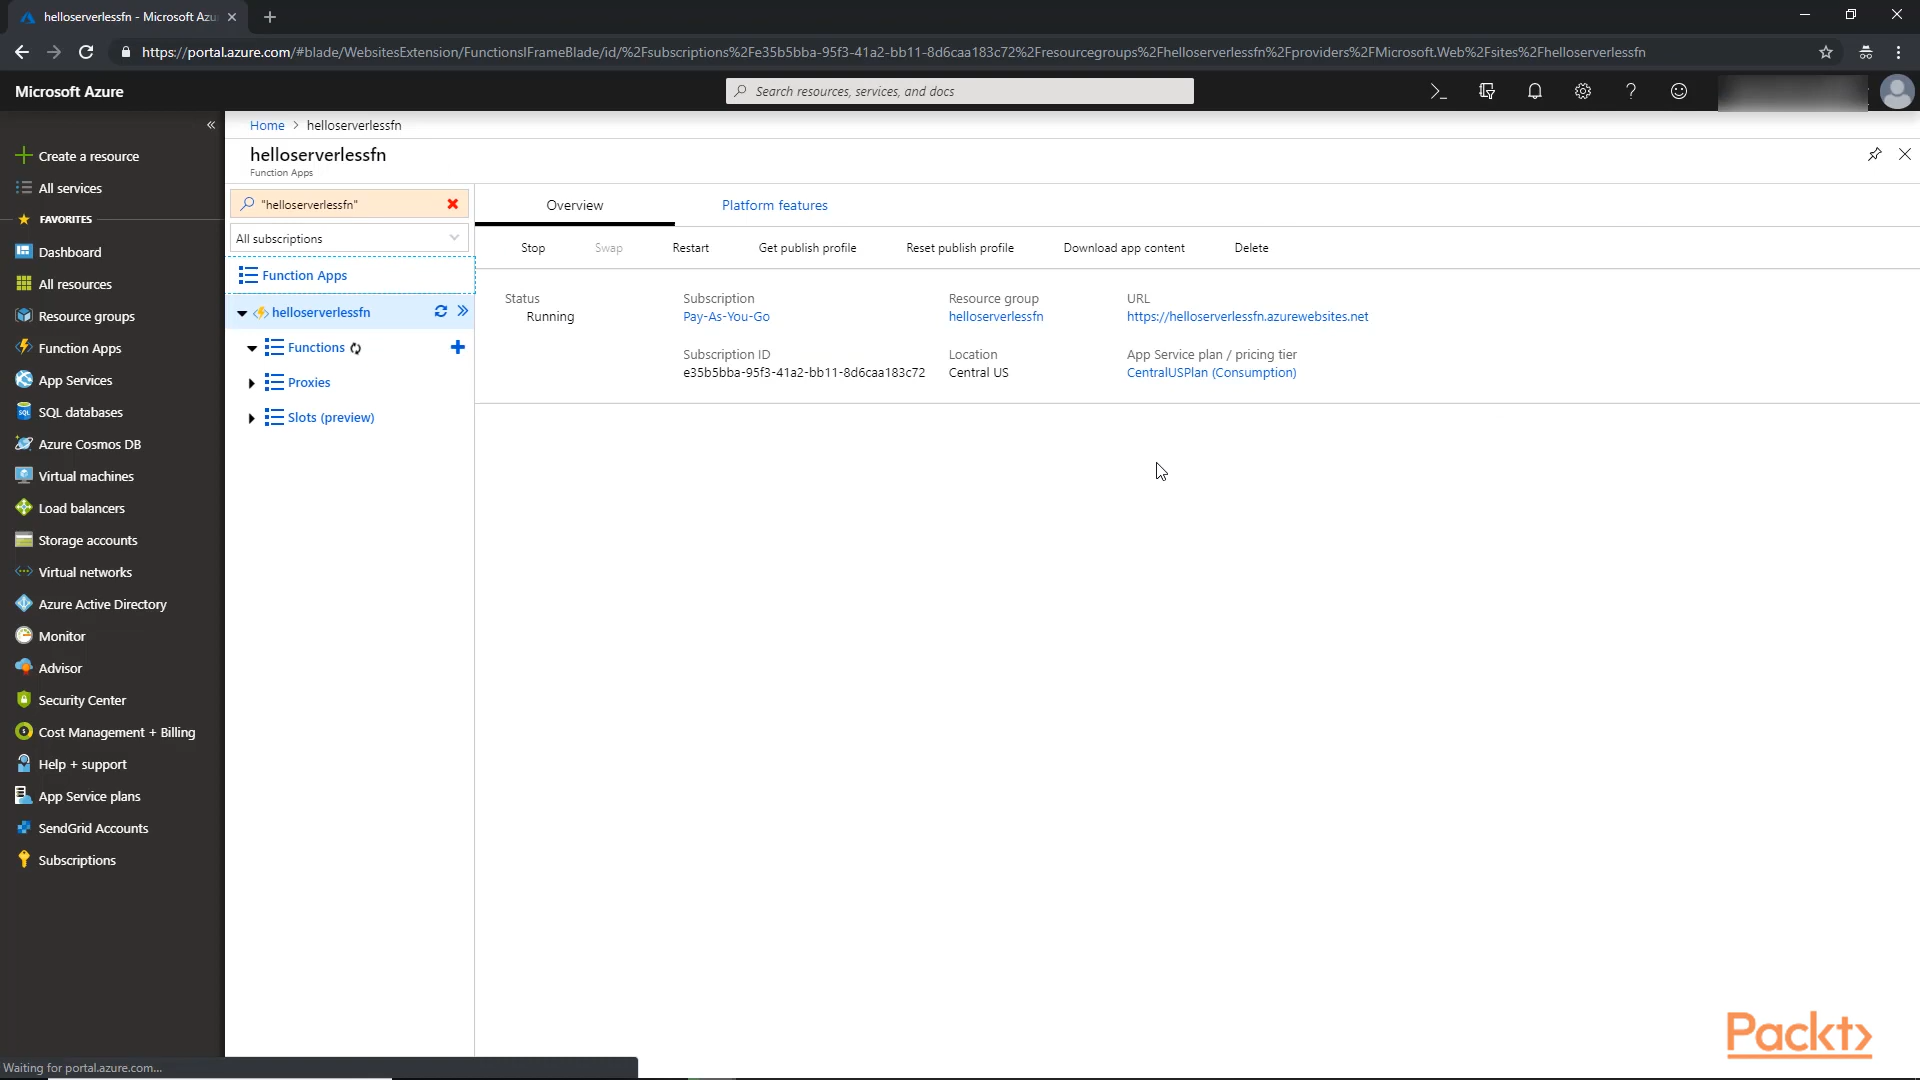 helloserverlessfn - Microsoft Azu
https://portal.azure.com/#blade/WebsitesExtension/FunctionsIFrameBlade/id/%2Fsubscriptions%2Fe35b5bba-95f3-41a2-bb11-8d6caa183c72%2Fresourcegroups%2Fhelloserverlessfn%2Fproviders%2FMicrosoft.Web%2Fsites%2Fhelloserverlessfn
Microsoft Azure
Search resources, services, and docs
Home > helloserverlessfn
helloserverlessfn
Function Apps
Create a resource
All services
FAVORITES
Dashboard
All resources
Resource groups
Function Apps
App Services
SQL databases
Azure Cosmos DB
Virtual machines
Load balancers
Storage accounts
Virtual networks
Azure Active Directory
Monitor
Advisor
Security Center
Cost Management + Billing
Help + support
App Service plans
SendGrid Accounts
Subscriptions
"helloserverlessfn"
All subscriptions
Function Apps
helloserverlessfn
Functions
Proxies
Slots (preview)
Overview Platform features
Stop Swap Restart Get publish profile Reset publish profile Download app content Delete
Status Subscription Resource group URL
Running Pay-As-You-Go helloserverlessfn https://helloserverlessfn.azurewebsites.net
Subscription ID Location App Service plan / pricing tier
e35b5bba-95f3-41a2-bb11-8d6caa183c72 Central US CentralUSPlan (Consumption)
Packt>
Waiting for portal.azure.com...